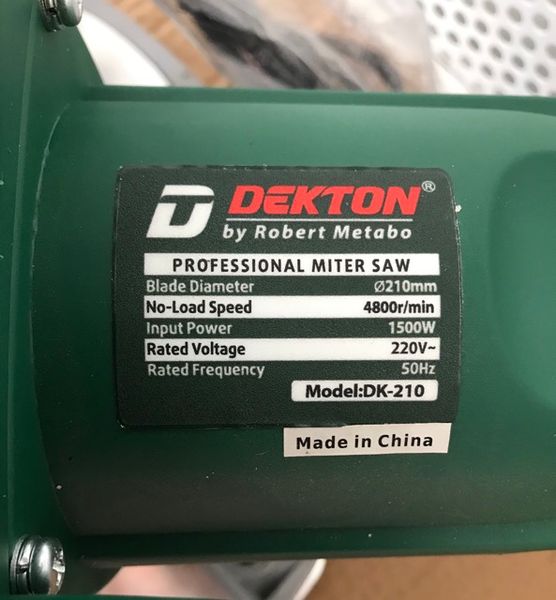 D DEKTON®
by Robert Metabo
PROFESSIONAL MITER SAW
Blade Diameter Ø210mm
No-Load Speed 4800r/min
Input Power 1500W
Rated Voltage 220V~
Rated Frequency 50Hz
Model:DK-210
Made in China